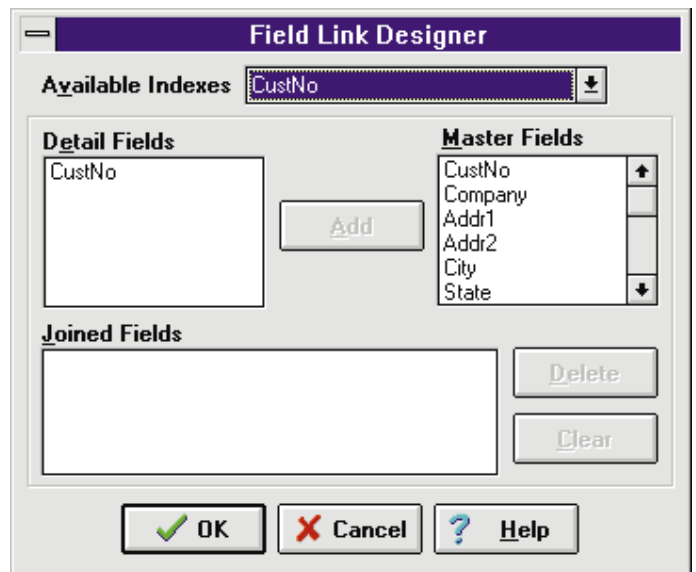 Field Link Designer
Available Indexes CustNo
Detail Fields
CustNo
Add
Master Fields
CustNo
Company
Addr1
Addr2
City
State
Joined Fields
Delete
Clear
OK Cancel ? Help